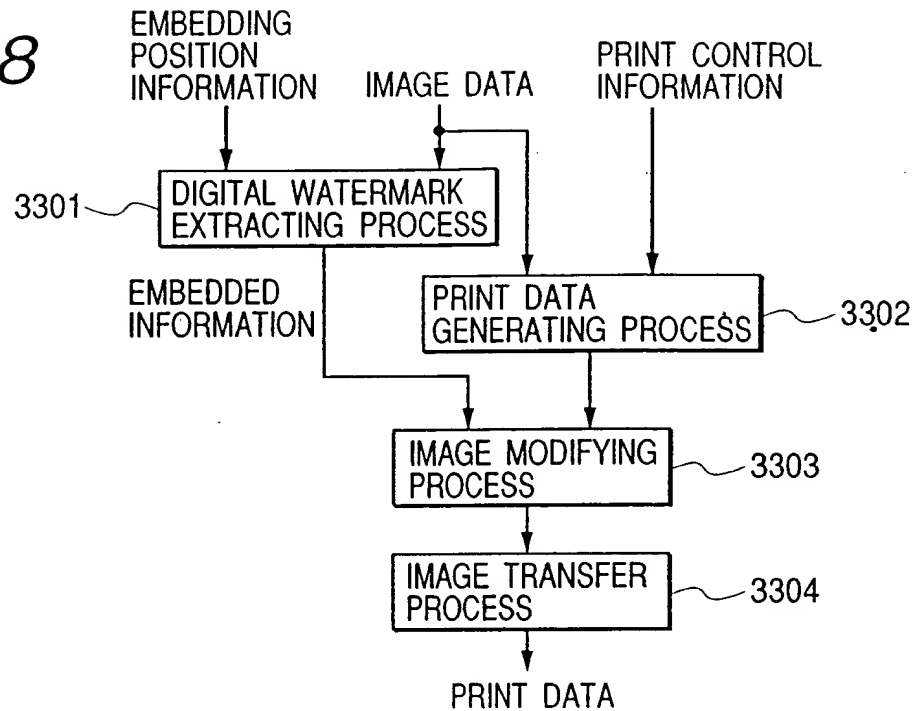 8
EMBEDDING
POSITION
INFORMATION
IMAGE DATA
PRINT CONTROL
INFORMATION
3301
DIGITAL WATERMARK
EXTRACTING PROCESS
EMBEDDED
INFORMATION
PRINT DATA
GENERATING PROCESS
3302
IMAGE MODIFYING
PROCESS
3303
IMAGE TRANSFER
PROCESS
3304
PRINT DATA